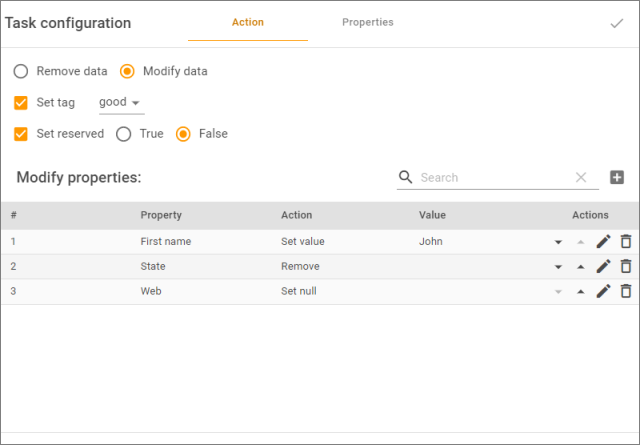 Task configuration Action Properties
Remove data Modify data
Set tag good
Set reserved True False
Modify properties: Search
# Property Action Value Actions
1 First name Set value John
2 State Remove
3 Web Set null